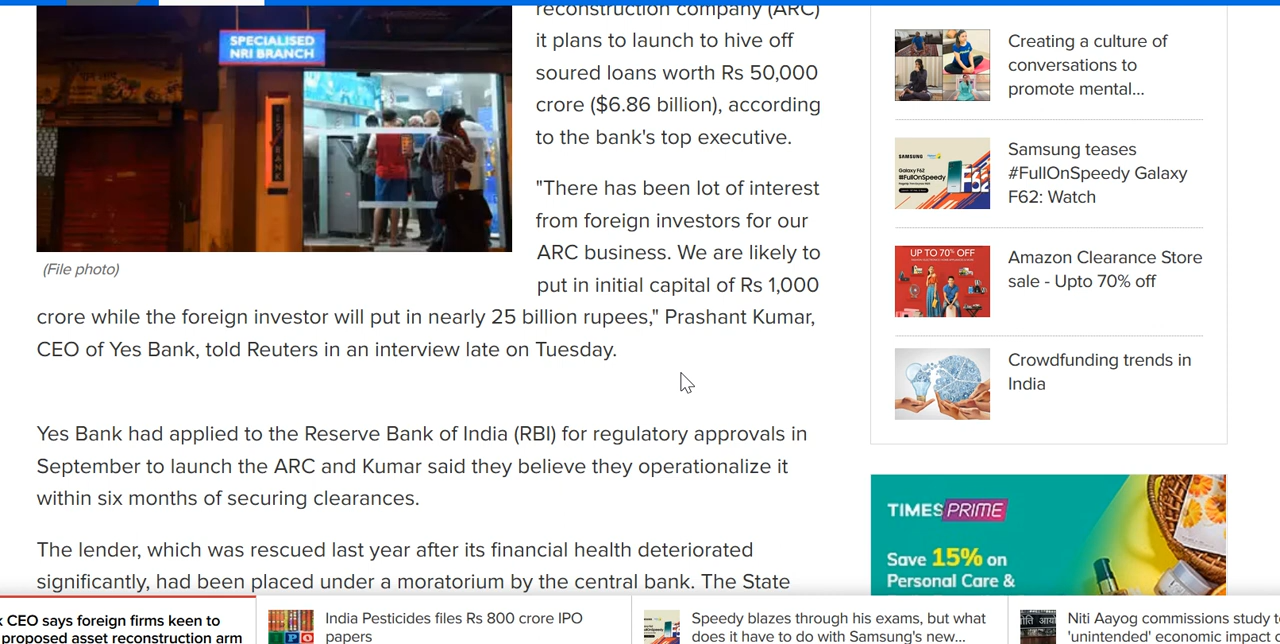 reconstruction company (ARC)
it plans to launch to hive off
soured loans worth Rs 50,000
crore ($6.86 billion), according
to the bank's top executive.
SPECIALISED
NRI BRANCH
(File photo)
"There has been lot of interest
from foreign investors for our
ARC business. We are likely to
put in initial capital of Rs 1,000
crore while the foreign investor will put in nearly 25 billion rupees," Prashant Kumar,
CEO of Yes Bank, told Reuters in an interview late on Tuesday.
Yes Bank had applied to the Reserve Bank of India (RBI) for regulatory approvals in
September to launch the ARC and Kumar said they believe they operationalize it
within six months of securing clearances.
The lender, which was rescued last year after its financial health deteriorated
significantly, had been placed under a moratorium by the central bank. The State
Creating a culture of
conversations to
promote mental...
SAMSUNG
Galaxy F62
#FullOnSpeedy
F62
Samsung teases
#FullOnSpeedy Galaxy
F62: Watch
UP TO 70% OFF
Amazon Clearance Store
sale - Upto 70% off
Crowdfunding trends in
India
TIMES PRIME
Save 15% on
Personal Care &
CEO says foreign firms keen to
proposed asset reconstruction arm
IPO
India Pesticides files Rs 800 crore IPO
papers
Speedy blazes through his exams, but what
does it have to do with Samsung's new...
Niti Aayog commissions study t
'unintended' economic impac